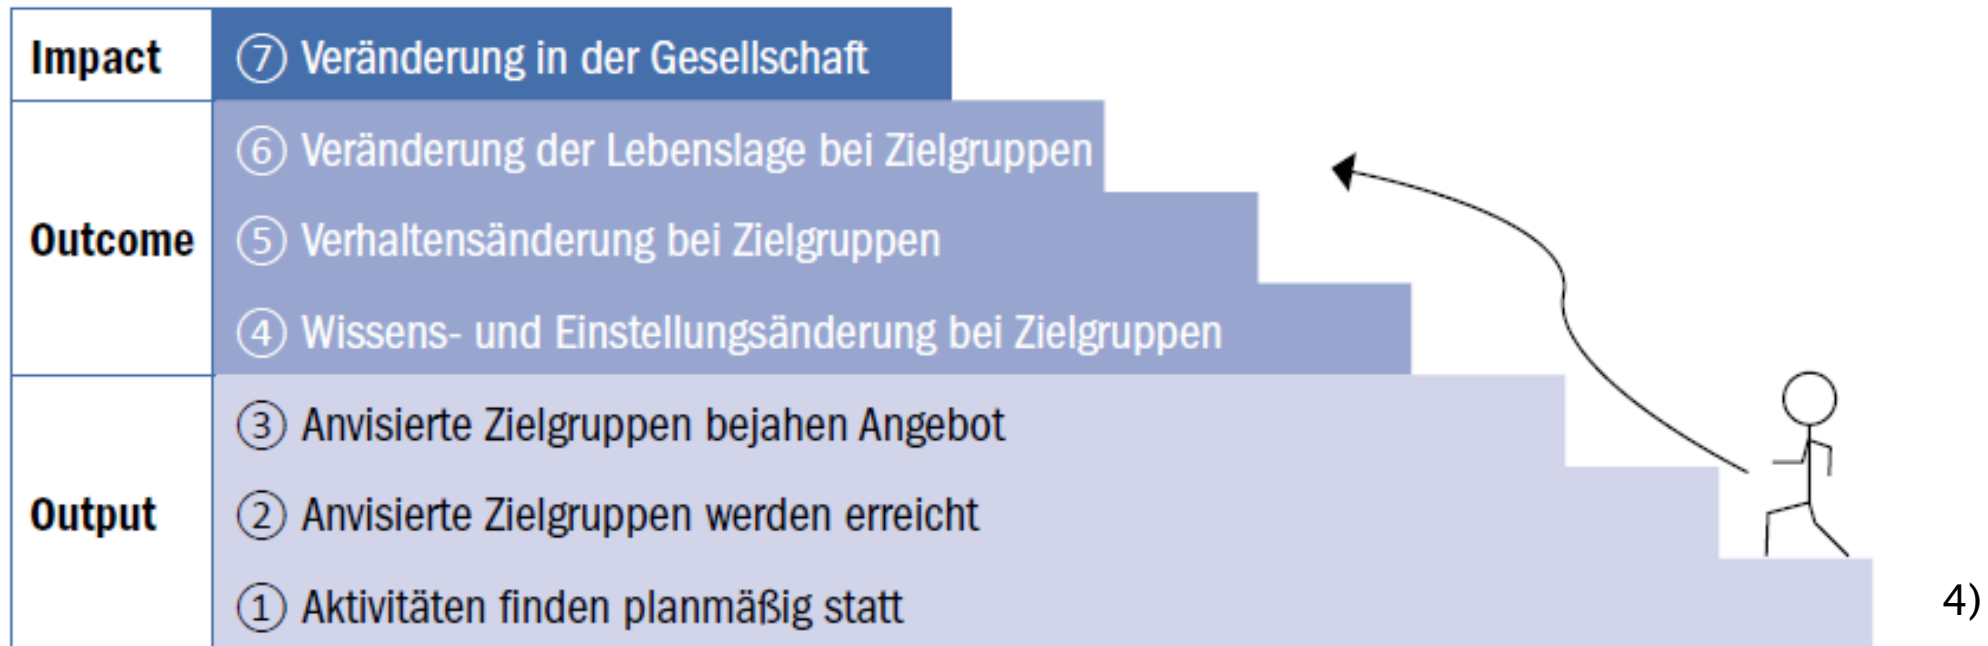 Impact
⑦ Veränderung in der Gesellschaft
⑥ Veränderung der Lebenslage bei Zielgruppen
Outcome
⑤ Verhaltensänderung bei Zielgruppen
④ Wissens- und Einstellungsänderung bei Zielgruppen
③ Anvisierte Zielgruppen bejahen Angebot
Output
② Anvisierte Zielgruppen werden erreicht
① Aktivitäten finden planmäßig statt
4)